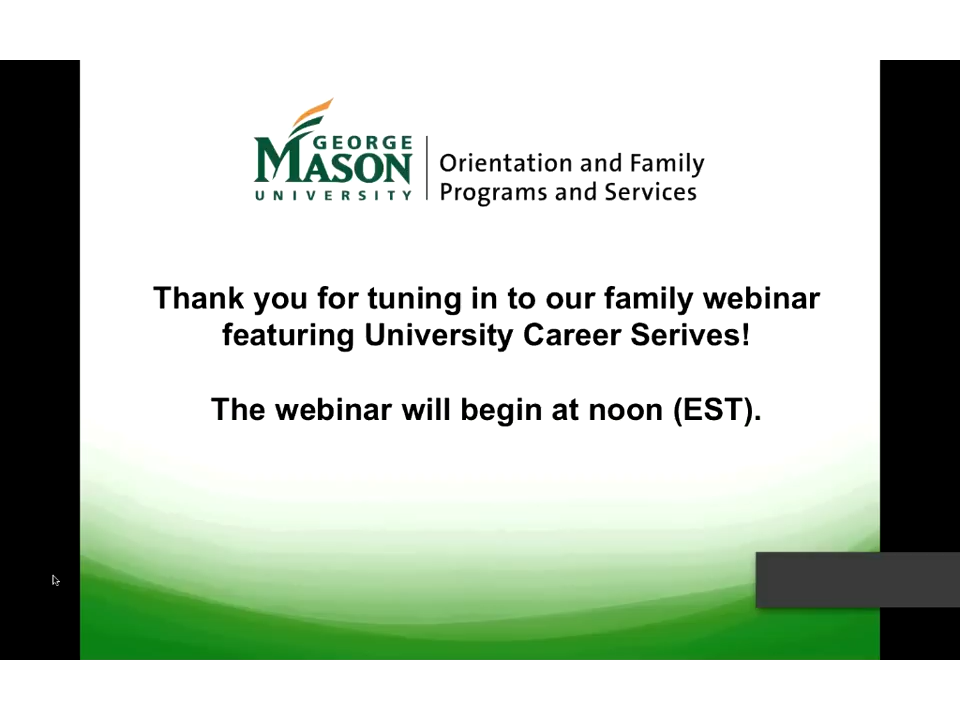 GEORGE
MASON
UNIVERSITY
Orientation and Family
Programs and Services
Thank you for tuning in to our family webinar
featuring University Career Serives!
The webinar will begin at noon (EST).